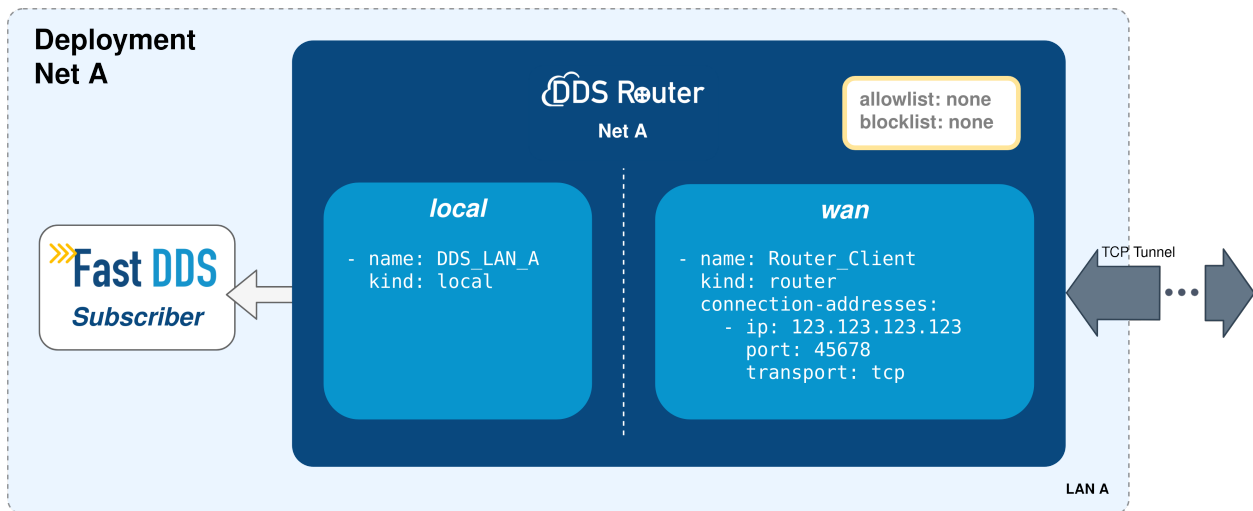 Deployment
Net A
DDS Router
Net A
allowlist: none
blocklist: none
local
- name: DDS_LAN_A
kind: local
wan
- name: Router_Client
kind: router
connection-addresses:
- ip: 123.123.123.123
port: 45678
transport: tcp
Fast DDS
Subscriber
TCP Tunnel
LAN A